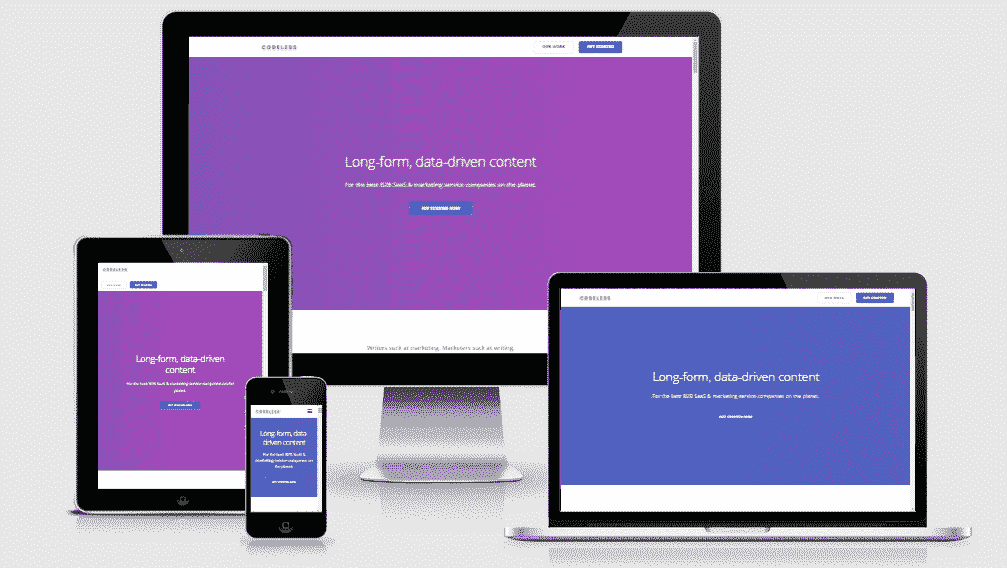 CODELESS
OUR WORK
GET STARTED
Long-form, data-driven content
For the best B2B SaaS & marketing service companies on the planet.
GET STARTED NOW
Writers suck at marketing. Marketers suck at writing.
CODELESS
GET STARTED
Long-form, data-driven
content
For the best B2B SaaS & marketing service companies on the
planet.
GET STARTED NOW
CODELESS
Long form, data
driven content
For the best B2B SaaS &
marketing service companies on
the planet.
GET STARTED NOW
CODELESS
OUR WORK
GET STARTED
Long-form, data-driven content
For the best B2B SaaS & marketing service companies on the planet.
GET STARTED NOW